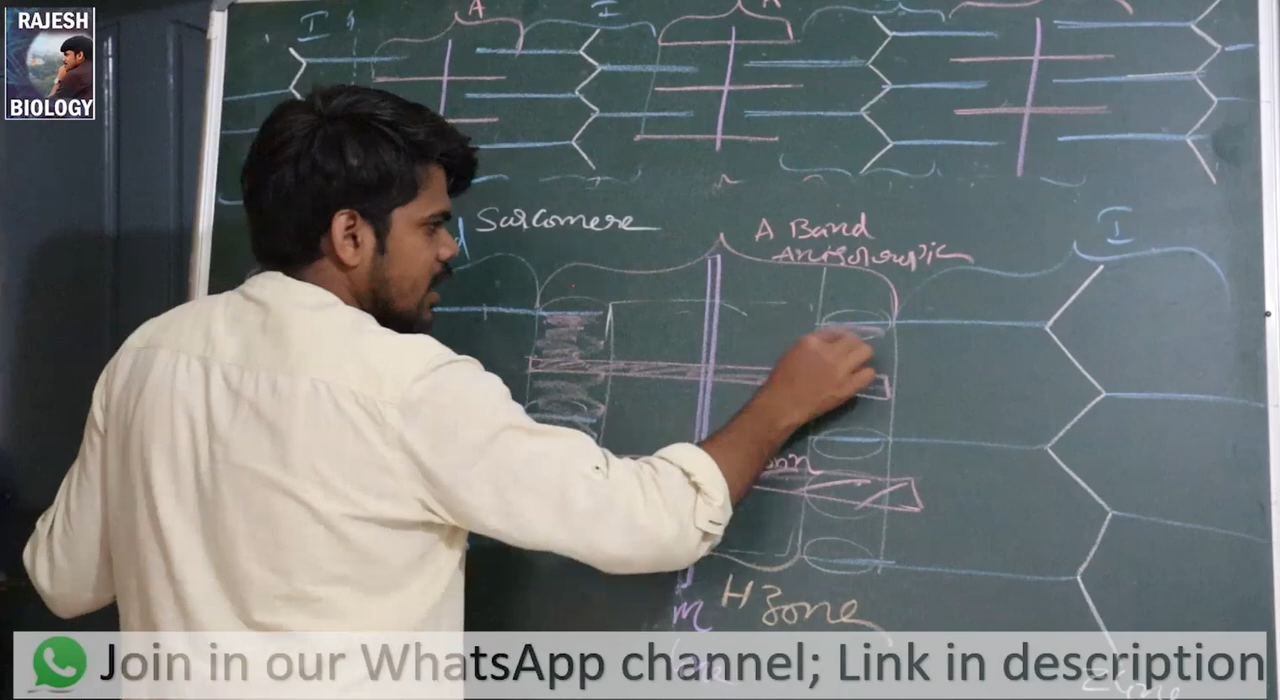 RAJESH
BIOLOGY
I A I
Sarcomere
A Band
Anisotropic
I
H Zone
m
Join in our WhatsApp channel; Link in description